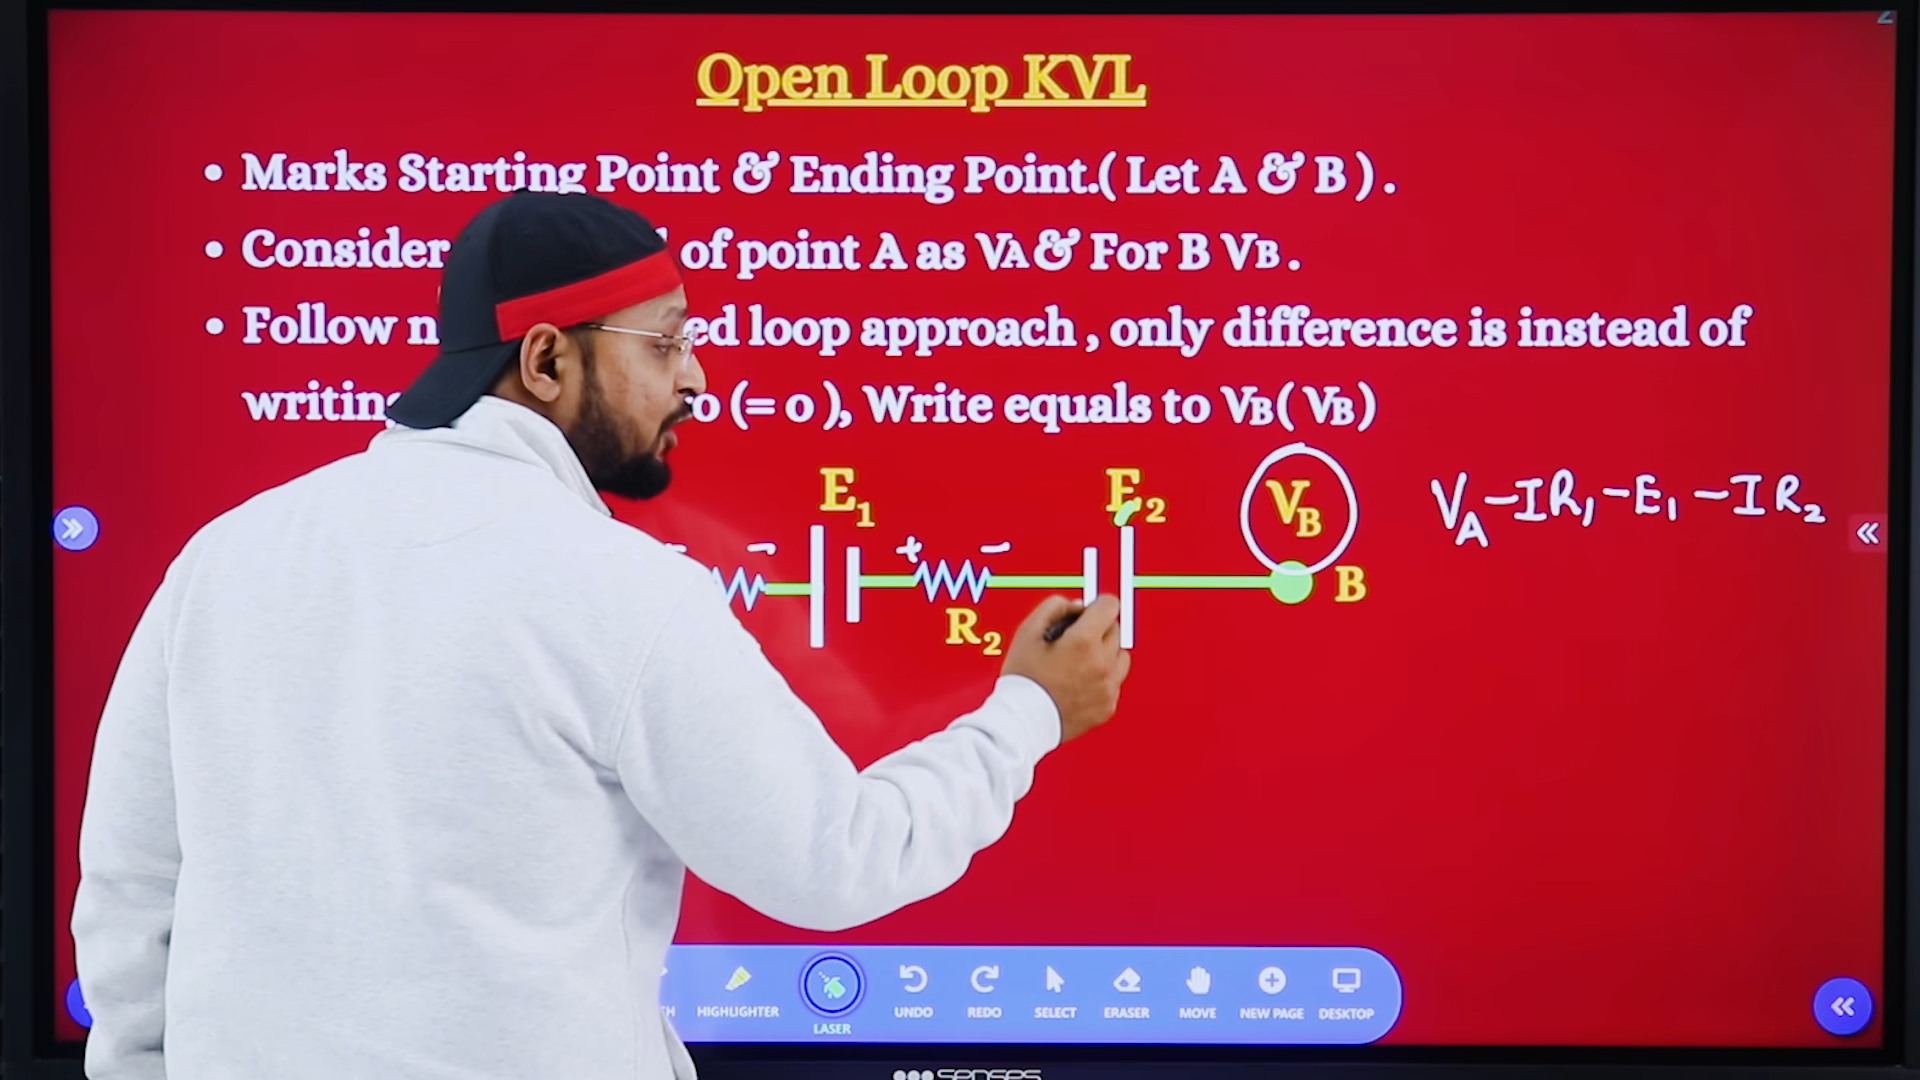 Open Loop KVL
• Marks Starting Point & Ending Point.( Let A & B ) .
• Consider of point A as VA & For B VB .
• Follow loop approach , only difference is instead of
(= 0 ), Write equals to VB( VB)
E1 E2 VB VA -IR1 -E1 -IR2
+ - B
R2
HIGHLIGHTER LASER UNDO REDO SELECT ERASER MOVE NEW PAGE DESKTOP
senses